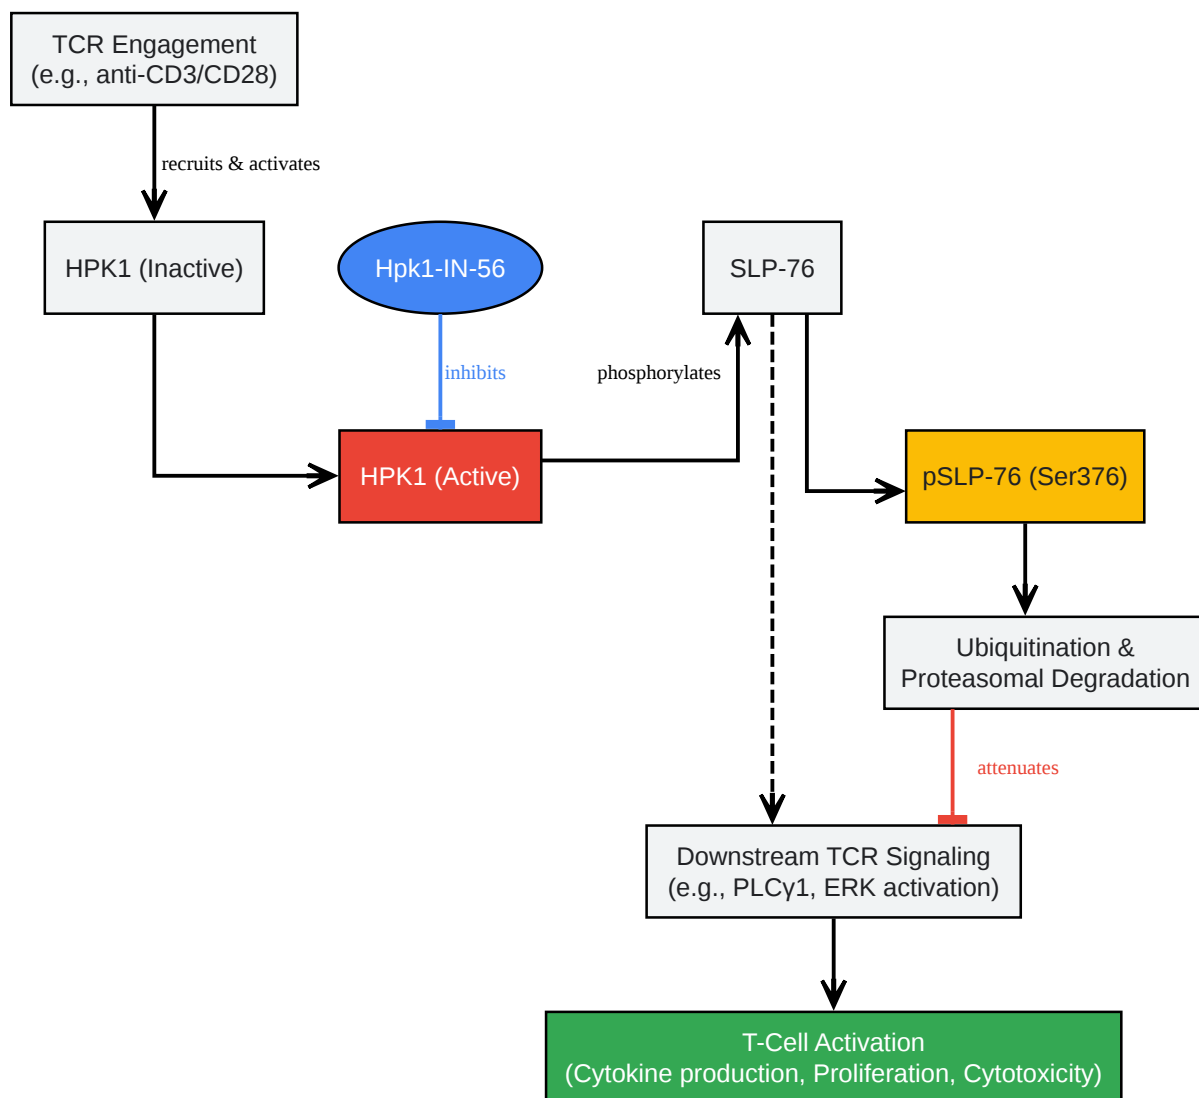 TCR Engagement
(e.g., anti-CD3/CD28)
recruits & activates
HPK1 (Inactive)
Hpk1-IN-56
SLP-76
inhibits
phosphorylates
HPK1 (Active)
pSLP-76 (Ser376)
Ubiquitination &
Proteasomal Degradation
attenuates
Downstream TCR Signaling
(e.g., PLCγ1, ERK activation)
T-Cell Activation
(Cytokine production, Proliferation, Cytotoxicity)